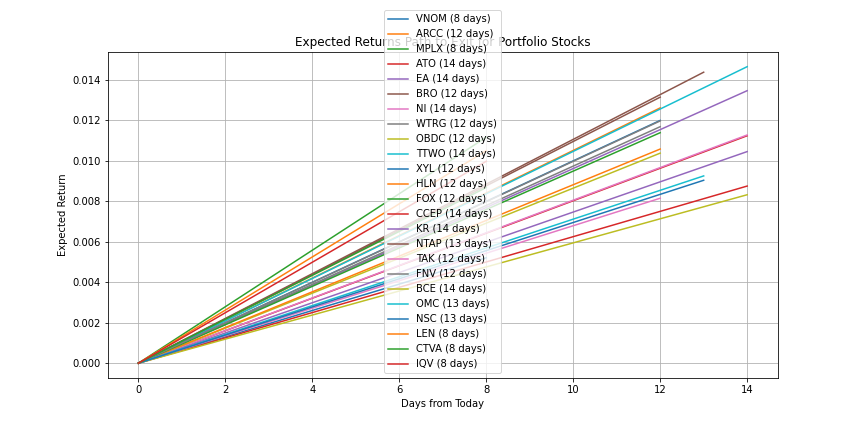 Expected Returns Path to Exit for Portfolio Stocks
VNOM (8 days)
ARCC (12 days)
MPLX (8 days)
ATO (14 days)
EA (14 days)
BRO (12 days)
NI (14 days)
WTRG (12 days)
OBDC (12 days)
TTWO (14 days)
XYL (12 days)
HLN (12 days)
FOX (12 days)
CCEP (14 days)
KR (14 days)
NTAP (13 days)
TAK (12 days)
FNV (12 days)
BCE (14 days)
OMC (13 days)
NSC (13 days)
LEN (8 days)
CTVA (8 days)
IQV (8 days)
Expected Return
0.014
0.012
0.010
0.008
0.006
0.004
0.002
0.000
0 2 4 6 8 10 12 14
Days from Today